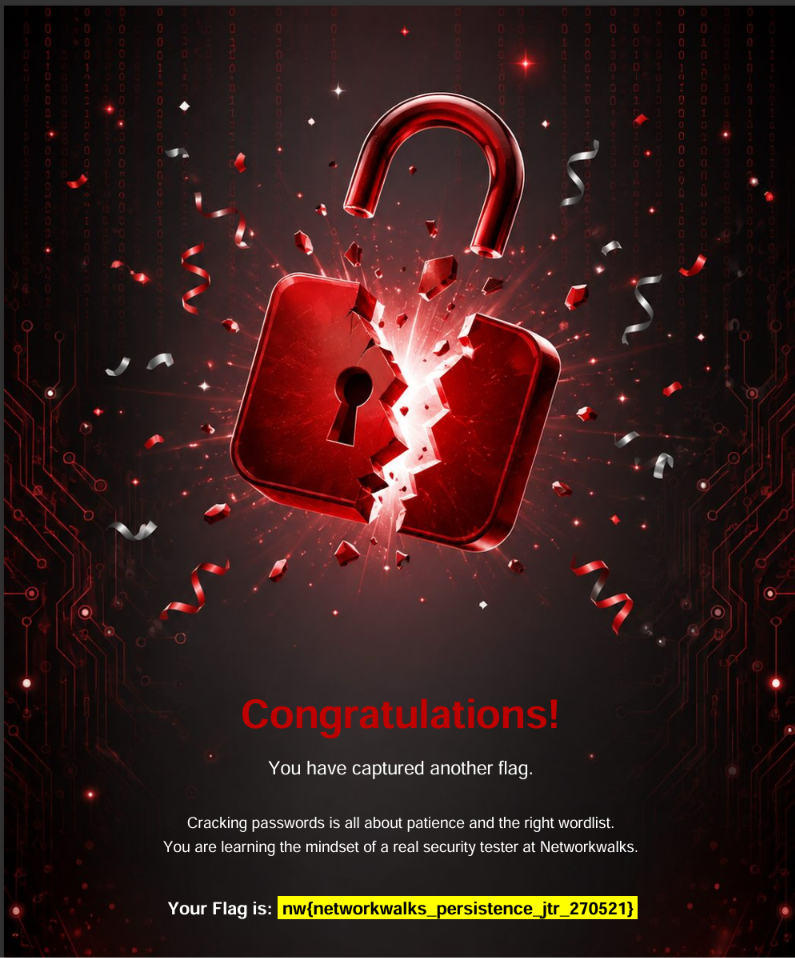 Congratulations!
You have captured another flag.
Cracking passwords is all about patience and the right wordlist.
You are learning the mindset of a real security tester at Networkwalks.
Your Flag is: nw{networkwalks_persistence_jtr_270521}